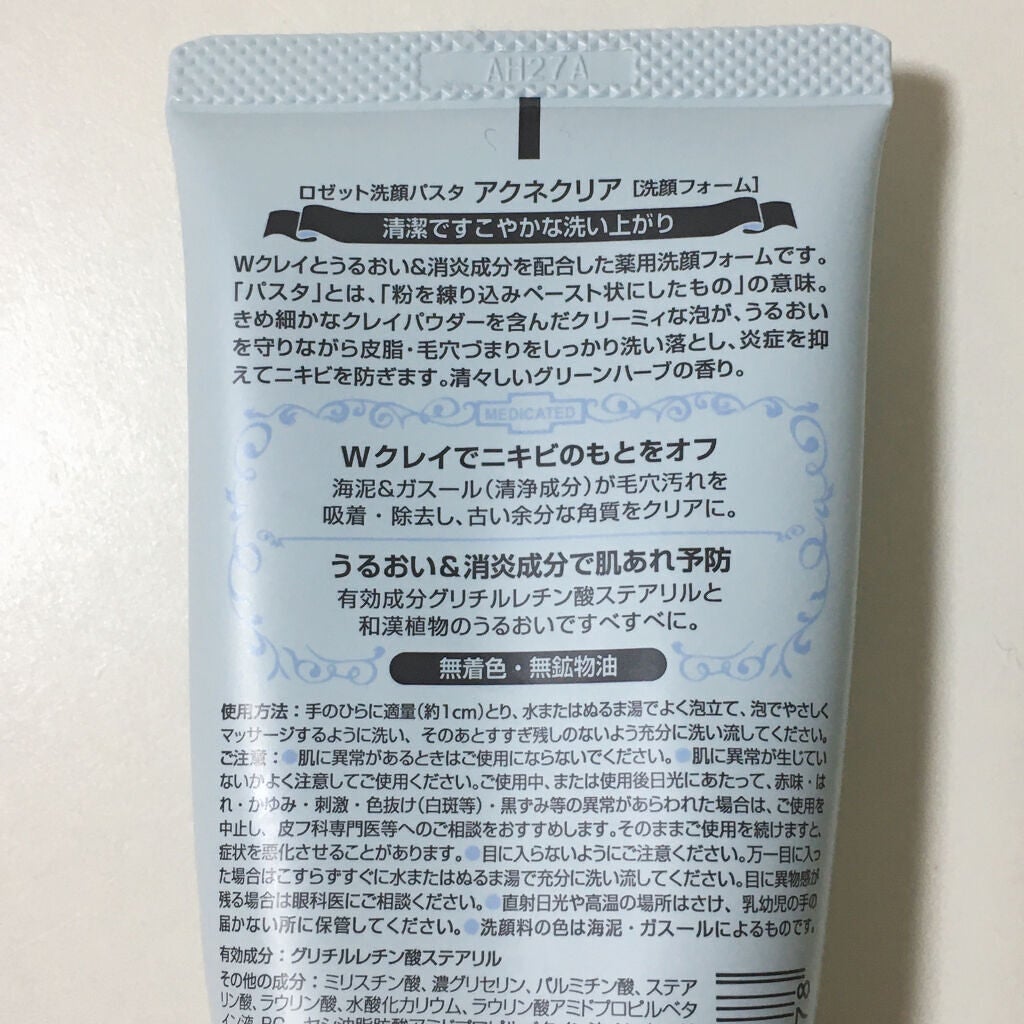 AH27A
ロゼット洗顔パスタ アクネクリア [洗顔フォーム]
清潔ですこやかな洗い上がり
Wクレイとうるおい&消炎成分を配合した薬用洗顔フォームです。
「パスタ」とは、「粉を練り込みペースト状にしたもの」の意味。
きめ細かなクレイパウダーを含んだクリーミィな泡が、うるおい
を守りながら皮脂・毛穴づまりをしっかり洗い落とし、炎症を抑
えてニキビを防ぎます。清々しいグリーンハーブの香り。
MEDICATED
Wクレイでニキビのもとをオフ
海泥&ガスール(清浄成分)が毛穴汚れを
吸着・除去し、古い余分な角質をクリアに。
うるおい&消炎成分で肌あれ予防
有効成分グリチルレチン酸ステアリルと
和漢植物のうるおいですべすべに。
無着色・無鉱物油
使用方法:手のひらに適量(約1cm)とり、水またはぬるま湯でよく泡立て、泡でやさしく
マッサージするように洗い、そのあとすすぎ残しのないよう充分に洗い流してください。
ご注意:●肌に異常があるときはご使用にならないでください。●肌に異常が生じてい
ないかよく注意してご使用ください。ご使用中、または使用後日光にあたって、赤味・は
れ・かゆみ・刺激・色抜け(白斑等)・黒ずみ等の異常があらわれた場合は、ご使用を
中止し、皮フ科専門医等へのご相談をおすすめします。そのままご使用を続けますと、
症状を悪化させることがあります。●目に入らないようにご注意ください。万一目に入っ
た場合はこすらずすぐに水またはぬるま湯で充分に洗い流してください。目に異物感が
残る場合は眼科医にご相談ください。●直射日光や高温の場所はさけ、乳幼児の手の
届かない所に保管してください。●洗顔料の色は海泥・ガスールによるものです。
有効成分:グリチルレチン酸ステアリル
その他の成分:ミリスチン酸、濃グリセリン、パルミチン酸、ステア
リン酸、ラウリン酸、水酸化カリウム、ラウリン酸アミドプロピルベタ
イン液、BG、ヤシ油脂肪酸アミドプロピルベタイン